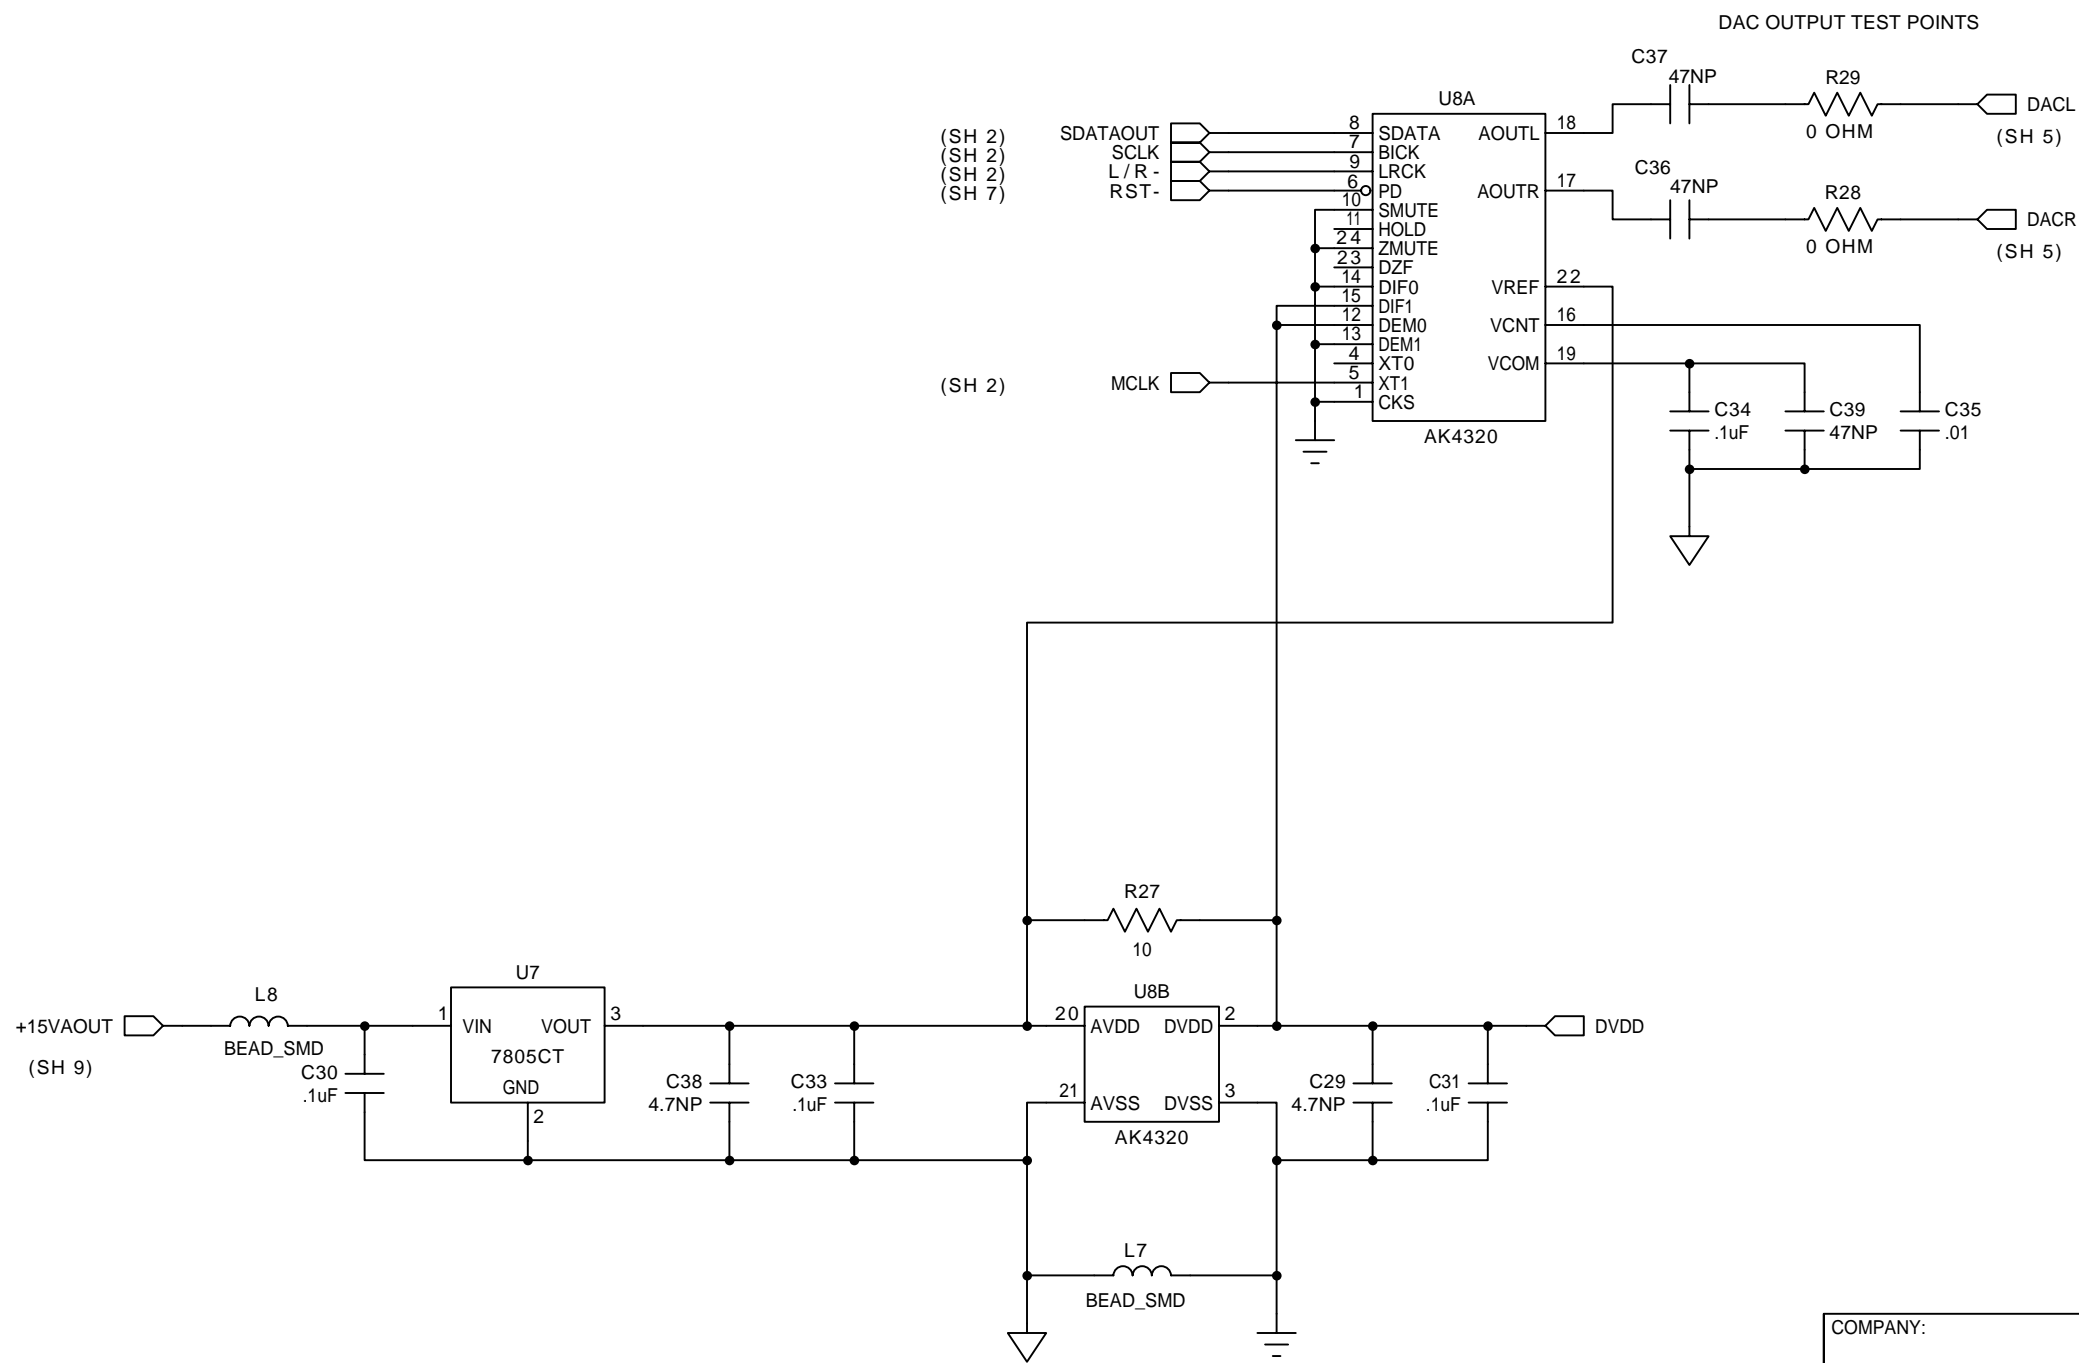 DAC OUTPUT TEST POINTS
C37
47NP
R29
0 OHM
DACL
(SH 5)
C36
47NP
R28
0 OHM
DACR
(SH 5)
U8A
(SH 2) SDATAOUT 8 SDATA AOUTL 18
(SH 2) SCLK 7 BICK
(SH 2) L/R- 9 LRCK
(SH 7) RST- 6 PD AOUTR 17
10 SMUTE
11 HOLD
24 ZMUTE
23 DZF
14 DIF0 VREF 22
15 DIF1
12 DEM0 VCNT 16
13 DEM1
4 XT0 VCOM 19
(SH 2) MCLK 5 XT1
1 CKS
AK4320
C34
.1uF
C39
47NP
C35
.01
R27
10
U7
L8
+15VAOUT
(SH 9)
BEAD_SMD
C30
.1uF
1 VIN VOUT 3
7805CT
GND
2
C38
4.7NP
C33
.1uF
U8B
20 AVDD DVDD 2
21 AVSS DVSS 3
AK4320
DVDD
C29
4.7NP
C31
.1uF
L7
BEAD_SMD
COMPANY: